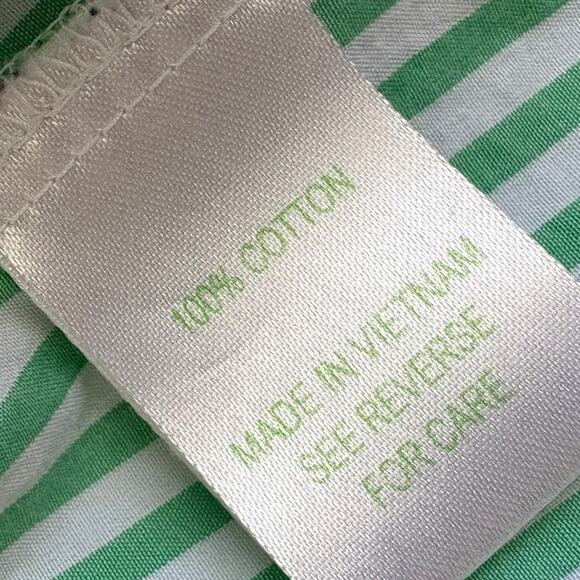 100% COTTON
MADE IN VIETNAM
SEE REVERSE
FOR CARE